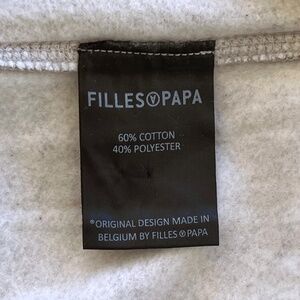 FILLES Ⓐ PAPA
60% COTTON
40% POLYESTER
*ORIGINAL DESIGN MADE IN
BELGIUM BY FILLES Ⓐ PAPA